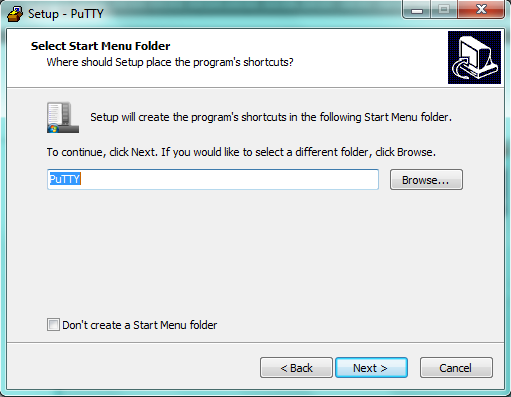 Setup - PuTTY
Select Start Menu Folder
Where should Setup place the program's shortcuts?
Setup will create the program's shortcuts in the following Start Menu folder.
To continue, click Next. If you would like to select a different folder, click Browse.
PuTTY
Browse...
Don't create a Start Menu folder
< Back
Next >
Cancel